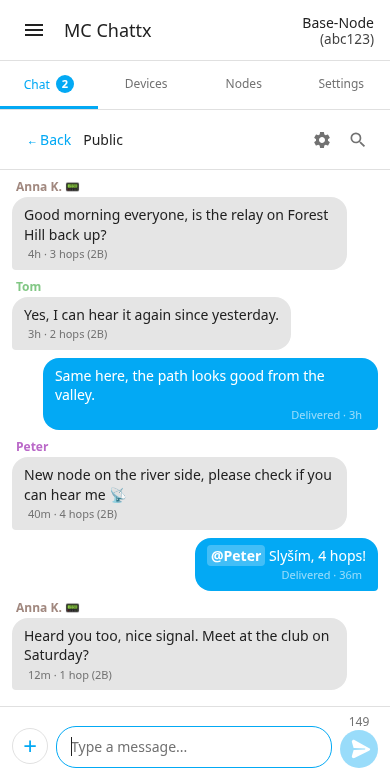 MC Chattx
Base-Node
(abc123)
Chat 2
Devices
Nodes
Settings
← Back Public
Anna K. 📟
Good morning everyone, is the relay on Forest
Hill back up?
4h · 3 hops (2B)
Tom
Yes, I can hear it again since yesterday.
3h · 2 hops (2B)
Same here, the path looks good from the
valley.
Delivered · 3h
Peter
New node on the river side, please check if you
can hear me 📡
40m · 4 hops (2B)
@Peter Slyším, 4 hops!
Delivered · 36m
Anna K. 📟
Heard you too, nice signal. Meet at the club on
Saturday?
12m · 1 hop (2B)
149
Type a message...